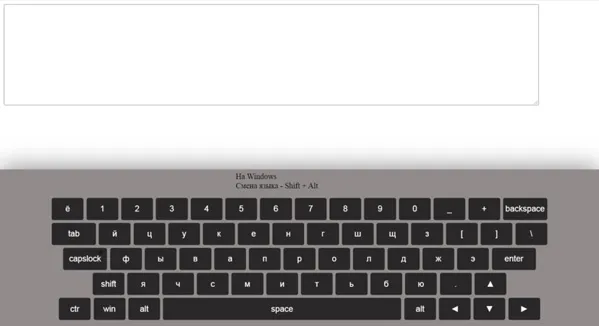 На Windows
Смена языка - Shift + Alt
ё 1 2 3 4 5 6 7 8 9 0 _ + backspace
tab й ц у к е н г ш щ з [ ] \
capslock ф ы в а п р о л д ж э enter
shift я ч с м и т ь б ю . ▲
ctr win alt space alt ◄ ▼ ►